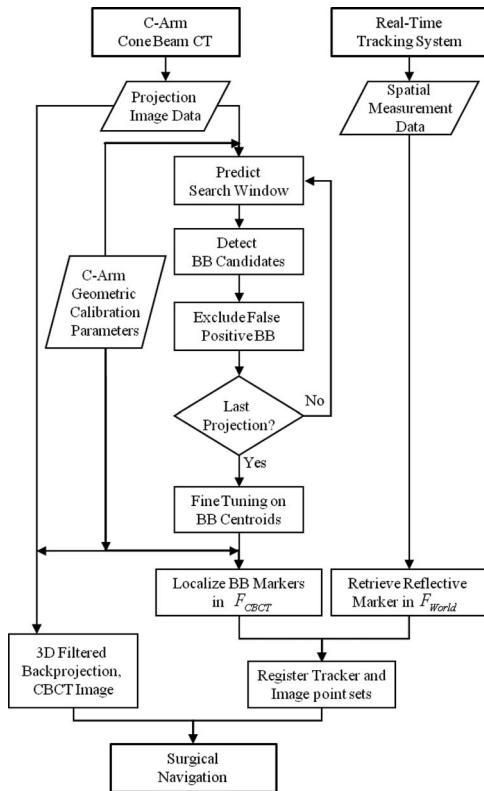 C-Arm
Cone Beam CT
Real-Time
Tracking System
Projection
Image Data
Spatial
Measurement
Data
Predict
Search Window
Detect
BB Candidates
C-Arm
Geometric
Calibration
Parameters
Exclude False
Positive BB
No
Last
Projection?
Yes
Fine Tuning on
BB Centroids
Localize BB Markers
in F_CBCT
Retrieve Reflective
Marker in F_World
3D Filtered
Backprojection,
CBCT Image
Register Tracker and
Image point sets
Surgical
Navigation